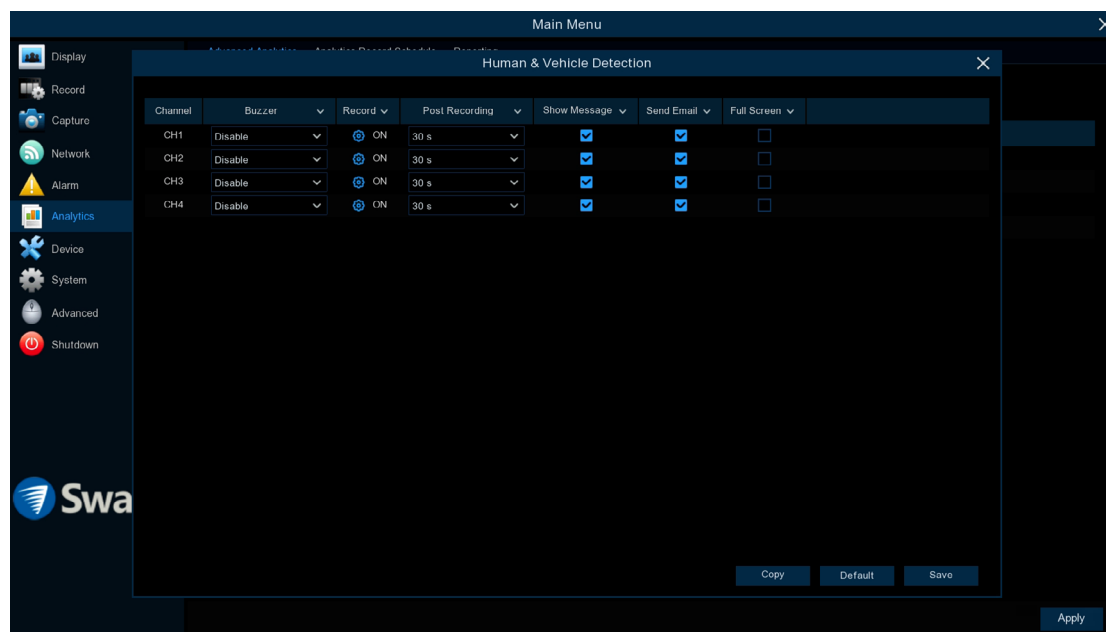 Main Menu
Display
Human & Vehicle Detection
Record
Channel Buzzer Record Post Recording Show Message Send Email Full Screen
Capture
CH1 Disable ON 30 s
Network
CH2 Disable ON 30 s
Alarm
CH3 Disable ON 30 s
Analytics
CH4 Disable ON 30 s
Device
System
Advanced
Shutdown
Swa
Copy Default Save
Apply